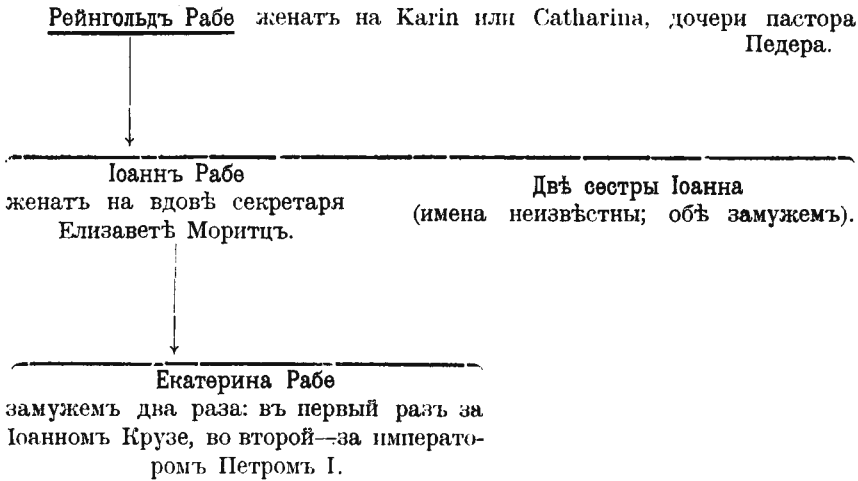 Рейнгольдъ Рабе женатъ на Karin или Catharina, дочери пастора
Педера.
Іоаннъ Рабе
женатъ на вдовѣ секретаря
Елизаветѣ Моритцъ.
Двѣ сестры Іоанна
(имена неизвѣстны; обѣ замужемъ).
Екатерина Рабе
замужемъ два раза: въ первый разъ за
Іоанномъ Крузе, во второй—за императо-
ромъ Петромъ I.